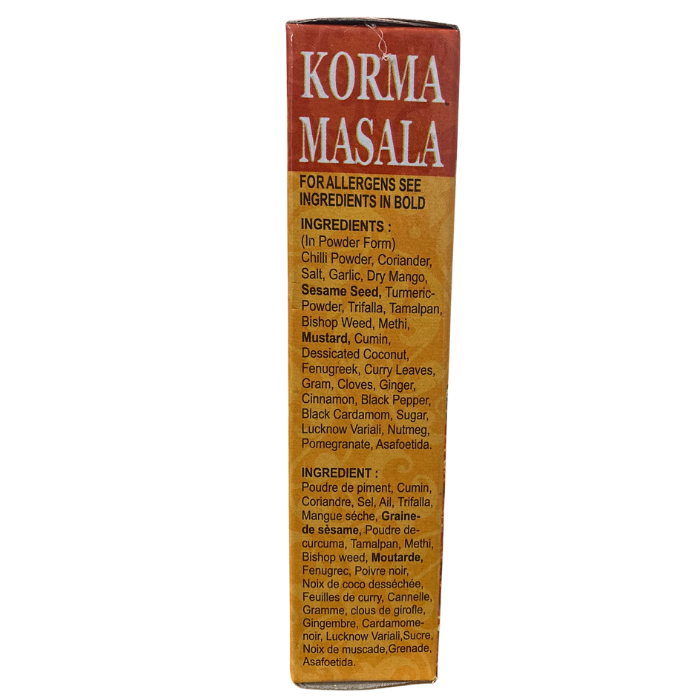 KORMA
MASALA
FOR ALLERGENS SEE
INGREDIENTS IN BOLD
INGREDIENTS :
(In Powder Form)
Chilli Powder, Coriander,
Salt, Garlic, Dry Mango,
Sesame Seed, Turmeric-
Powder, Trifalla, Tamalpan,
Bishop Weed, Methi,
Mustard, Cumin,
Dessicated Coconut,
Fenugreek, Curry Leaves,
Gram, Cloves, Ginger,
Cinnamon, Black Pepper,
Black Cardamom, Sugar,
Lucknow Variali, Nutmeg,
Pomegranate, Asafoetida.
INGREDIENT :
Poudre de piment, Cumin,
Coriandre, Sel, Ail, Trifalla,
Mangue séche, Graine-
de sèsame, Poudre de-
curcuma, Tamalpan, Methi,
Bishop weed, Moutarde,
Fenugrec, Poivre noir,
Noix de coco desséchée,
Feuilles de curry, Cannelle,
Gramme, clous de girofle,
Gingembre, Cardamome-
noir, Lucknow Variali,Sucre,
Noix de muscade,Grenade,
Asafoetida.